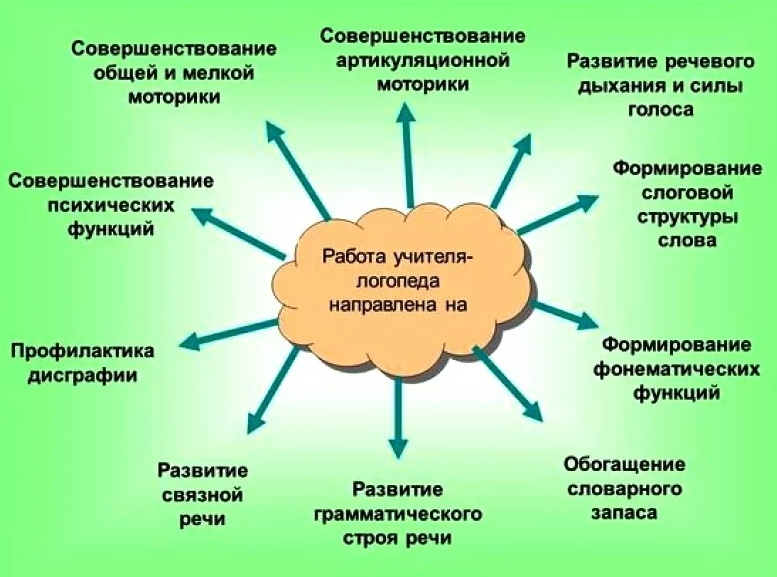 Совершенствование
общей и мелкой
моторики
Совершенствование
артикуляционной
моторики
Развитие речевого
дыхания и силы
голоса
Совершенствование
психических
функций
Формирование
слоговой
структуры
слова
Работа учителя-
логопеда
направлена на
Профилактика
дисграфии
Формирование
фонематических
функций
Развитие
связной
речи
Развитие
грамматического
строя речи
Обогащение
словарного
запаса